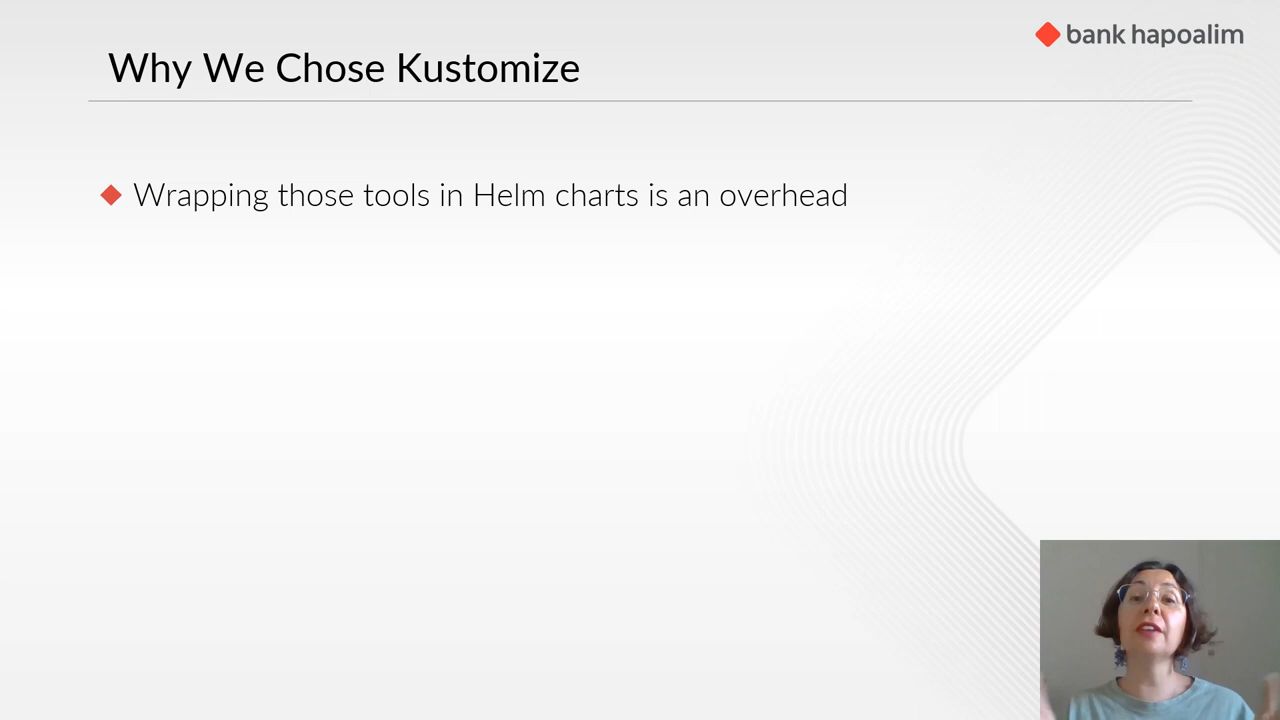 bank hapoalim
Why We Chose Kustomize
Wrapping those tools in Helm charts is an overhead